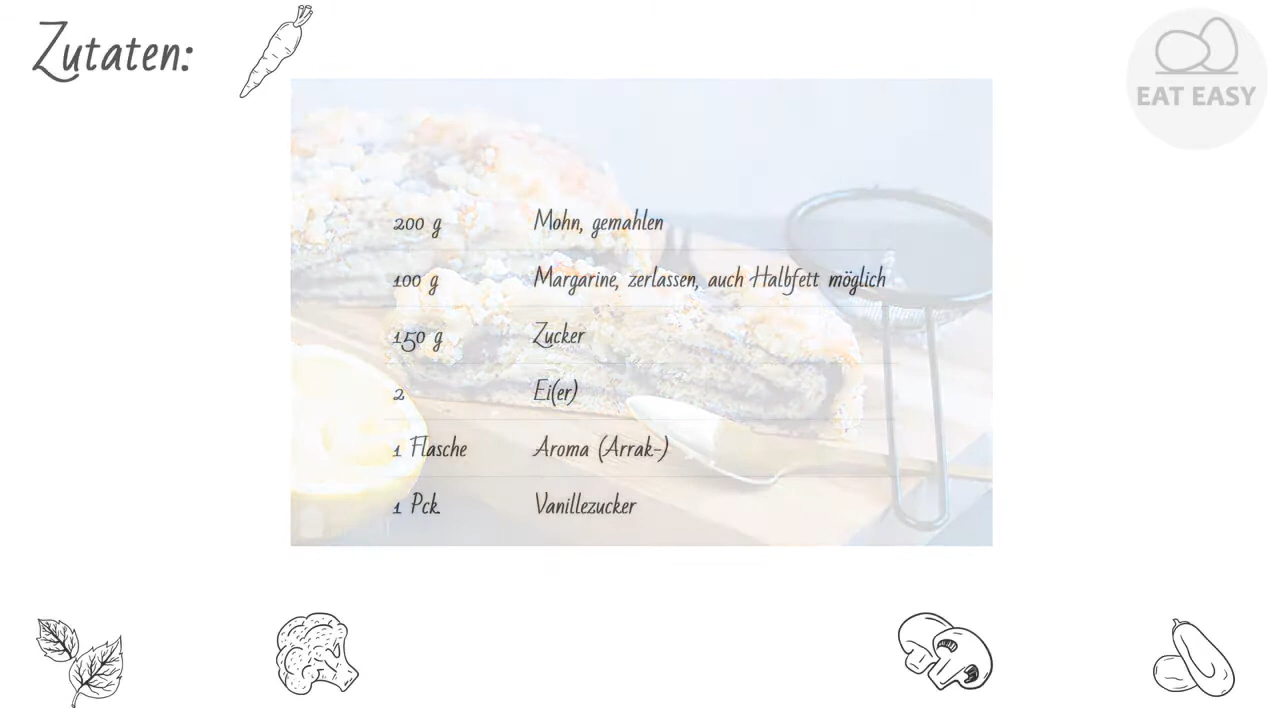 Zutaten:
EAT EASY
200 g Mohn, gemahlen
100 g Margarine, zerlassen, auch Halbfett möglich
150 g Zucker
2 Ei(er)
1 Flasche Aroma (Arrak-)
1 Pck. Vanillezucker